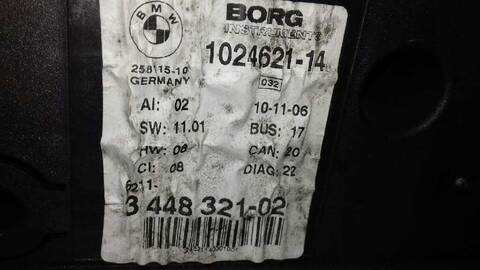 BMW
BORG
INSTRUMENTS
1024621-14
258115-10
GERMANY
032
AI: 02
10-11-06
SW: 11.01
BUS: 17
HW: 08
CAN: 20
CI: 08
DIAG: 22
6211-
3 448 321-02